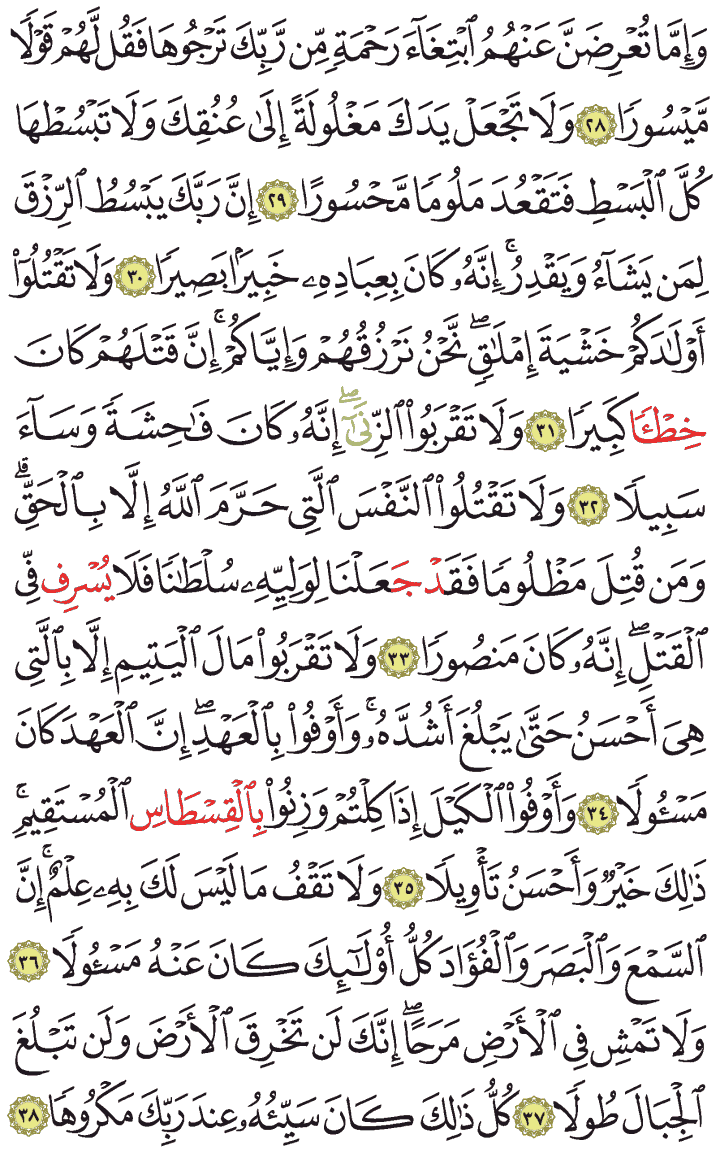 وَإِمَّا تُعْرِضَنَّ عَنْهُمُ ٱبْتِغَآءَ رَحْمَةٍ مِّن رَّبِّكَ تَرْجُوهَا فَقُل لَّهُمْ قَوْلًا
مَّيْسُورًا ٢٨ وَلَا تَجْعَلْ يَدَكَ مَغْلُولَةً إِلَىٰ عُنُقِكَ وَلَا تَبْسُطْهَا
كُلَّ ٱلْبَسْطِ فَتَقْعُدَ مَلُومًا مَّحْسُورًا ٢٩ إِنَّ رَبَّكَ يَبْسُطُ ٱلرِّزْقَ
لِمَن يَشَآءُ وَيَقْدِرُ ۚ إِنَّهُۥ كَانَ بِعِبَادِهِۦ خَبِيرًۢا بَصِيرًا ٣٠ وَلَا تَقْتُلُوٓا۟
أَوْلَـٰدَكُمْ خَشْيَةَ إِمْلَـٰقٍ ۖ نَّحْنُ نَرْزُقُهُمْ وَإِيَّاكُمْ ۚ إِنَّ قَتْلَهُمْ كَانَ
خِطْـًٔا كَبِيرًا ٣١ وَلَا تَقْرَبُوا۟ ٱلزِّنَىٰٓ ۖ إِنَّهُۥ كَانَ فَـٰحِشَةً وَسَآءَ
سَبِيلًا ٣٢ وَلَا تَقْتُلُوا۟ ٱلنَّفْسَ ٱلَّتِى حَرَّمَ ٱللَّهُ إِلَّا بِٱلْحَقِّ ۗ
وَمَن قُتِلَ مَظْلُومًا فَقَدْ جَعَلْنَا لِوَلِيِّهِۦ سُلْطَـٰنًا فَلَا يُسْرِف فِّى
ٱلْقَتْلِ ۖ إِنَّهُۥ كَانَ مَنصُورًا ٣٣ وَلَا تَقْرَبُوا۟ مَالَ ٱلْيَتِيمِ إِلَّا بِٱلَّتِى
هِىَ أَحْسَنُ حَتَّىٰ يَبْلُغَ أَشُدَّهُۥ ۚ وَأَوْفُوا۟ بِٱلْعَهْدِ ۖ إِنَّ ٱلْعَهْدَ كَانَ
مَسْـُٔولًا ٣٤ وَأَوْفُوا۟ ٱلْكَيْلَ إِذَا كِلْتُمْ وَزِنُوا۟ بِٱلْقِسْطَاسِ ٱلْمُسْتَقِيمِ ۚ
ذَٰلِكَ خَيْرٌ وَأَحْسَنُ تَأْوِيلًا ٣٥ وَلَا تَقْفُ مَا لَيْسَ لَكَ بِهِۦ عِلْمٌ ۚ إِنَّ
ٱلسَّمْعَ وَٱلْبَصَرَ وَٱلْفُؤَادَ كُلُّ أُو۟لَـٰٓئِكَ كَانَ عَنْهُ مَسْـُٔولًا ٣٦
وَلَا تَمْشِ فِى ٱلْأَرْضِ مَرَحًا ۖ إِنَّكَ لَن تَخْرِقَ ٱلْأَرْضَ وَلَن تَبْلُغَ
ٱلْجِبَالَ طُولًا ٣٧ كُلُّ ذَٰلِكَ كَانَ سَيِّئُهُۥ عِندَ رَبِّكَ مَكْرُوهًا ٣٨